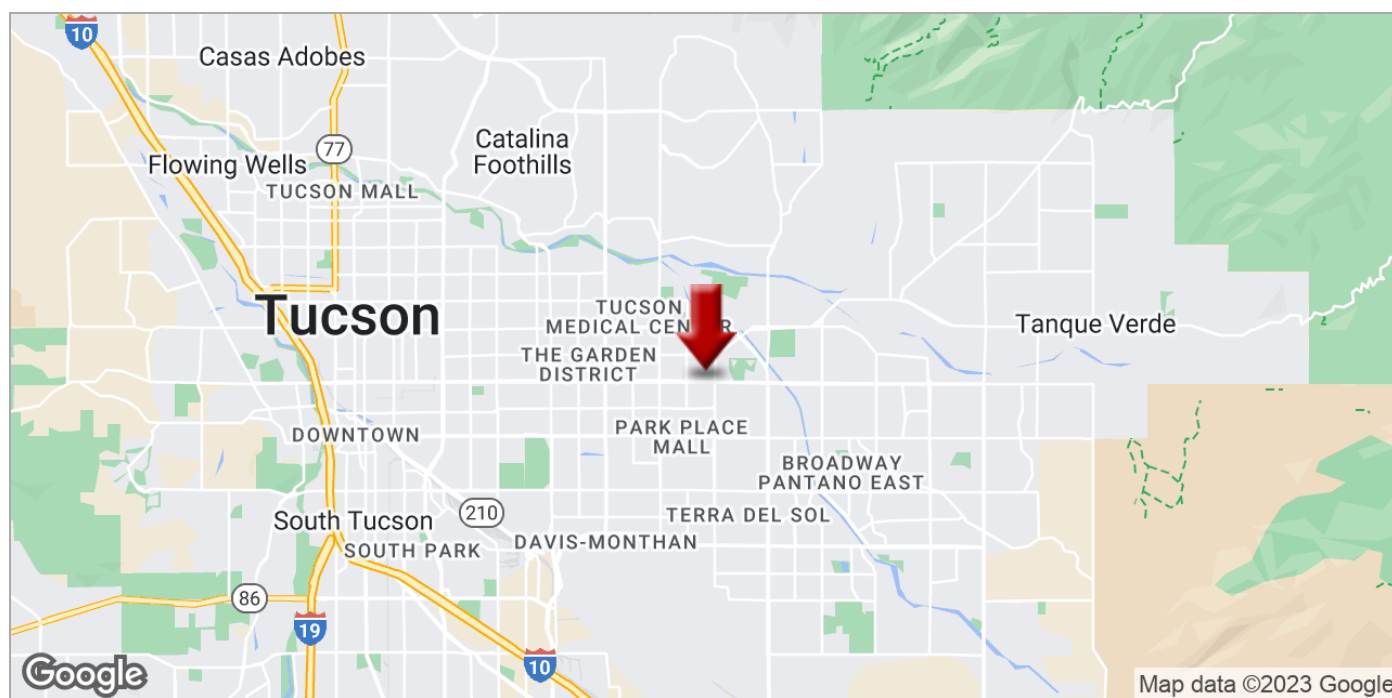 10
Casas Adobes
77
Catalina
Foothills
Flowing Wells
TUCSON MALL
Tucson
TUCSON
MEDICAL CENTER
Tanque Verde
THE GARDEN
DISTRICT
DOWNTOWN
PARK PLACE
MALL
BROADWAY
PANTANO EAST
South Tucson
210
TERRA DEL SOL
SOUTH PARK
DAVIS-MONTHAN
86
19
10
Google
Map data ©2023 Google